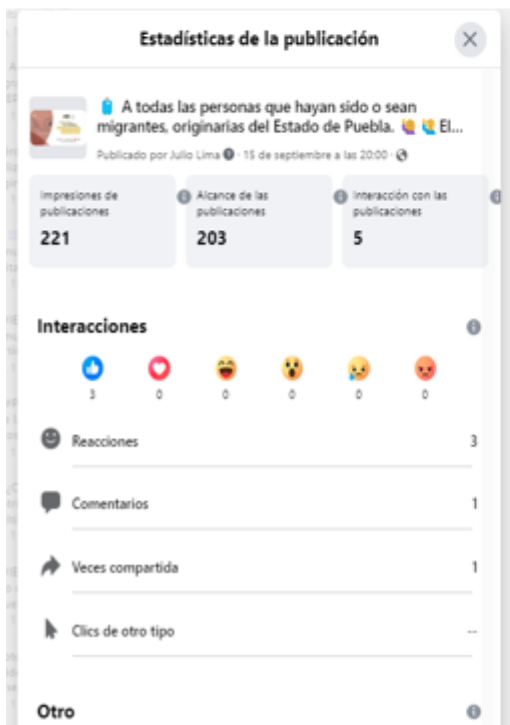 Estadísticas de la publicación
A todas las personas que hayan sido o sean
migrantes, originarias del Estado de Puebla. El...
Publicado por Julio Lima · 15 de septiembre a las 20:00 ·
Impresiones de
publicaciones
221
Alcance de las
publicaciones
203
Interacción con las
publicaciones
5
Interacciones
3
0
0
0
0
0
Reacciones
3
Comentarios
1
Veces compartida
1
Clics de otro tipo
--
Otro